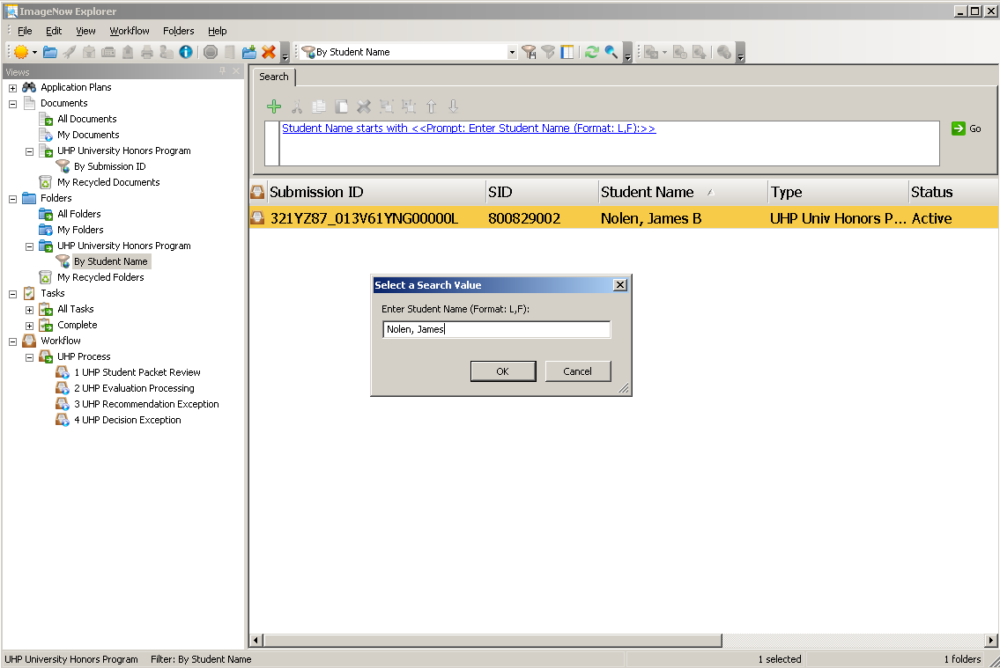 ImageNow Explorer
File Edit View Workflow Folders Help
By Student Name
Views
Application Plans
Documents
All Documents
My Documents
UHP University Honors Program
By Submission ID
My Recycled Documents
Folders
All Folders
My Folders
UHP University Honors Program
By Student Name
My Recycled Folders
Tasks
All Tasks
Complete
Workflow
UHP Process
1 UHP Student Packet Review
2 UHP Evaluation Processing
3 UHP Recommendation Exception
4 UHP Decision Exception
Search
Student Name starts with <<Prompt: Enter Student Name (Format: L,F):>>
Go
Submission ID SID Student Name Type Status
321YZ87_013V61YNG00000L 800829002 Nolen, James B UHP Univ Honors P... Active
Select a Search Value
Enter Student Name (Format: L,F):
Nolen, James
OK Cancel
UHP University Honors Program Filter: By Student Name 1 selected 1 folders